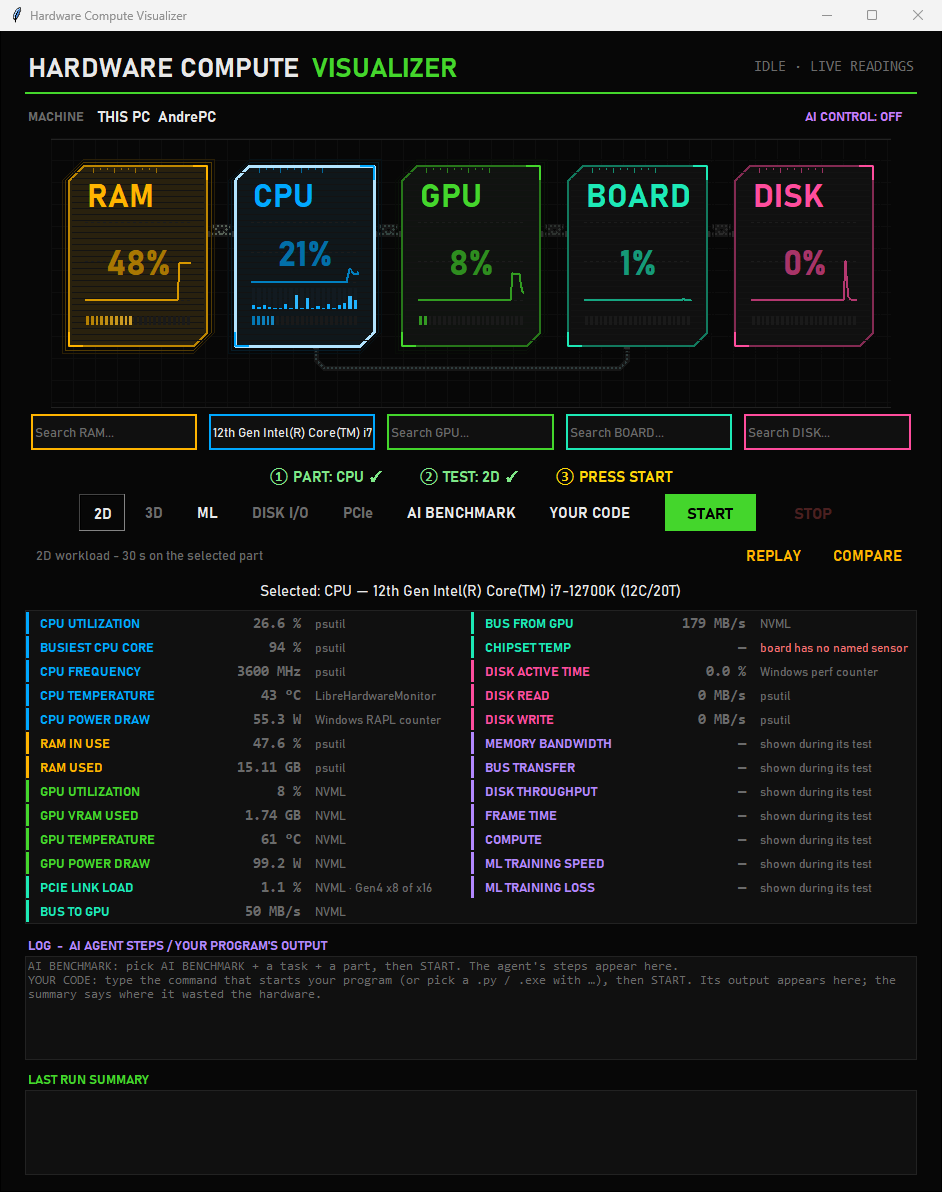 Hardware Compute Visualizer
HARDWARE COMPUTE VISUALIZER
IDLE · LIVE READINGS
MACHINE THIS PC AndrePC
AI CONTROL: OFF
RAM CPU GPU BOARD DISK
48% 21% 8% 1% 0%
Search RAM... 12th Gen Intel(R) Core(TM) i7 Search GPU... Search BOARD... Search DISK...
① PART: CPU ✓ ② TEST: 2D ✓ ③ PRESS START
2D 3D ML DISK I/O PCIe AI BENCHMARK YOUR CODE START STOP
2D workload - 30 s on the selected part
REPLAY COMPARE
Selected: CPU — 12th Gen Intel(R) Core(TM) i7-12700K (12C/20T)
CPU UTILIZATION 26.6 % psutil
BUSIEST CPU CORE 94 % psutil
CPU FREQUENCY 3600 MHz psutil
CPU TEMPERATURE 43 °C LibreHardwareMonitor
CPU POWER DRAW 55.3 W Windows RAPL counter
RAM IN USE 47.6 % psutil
RAM USED 15.11 GB psutil
GPU UTILIZATION 8 % NVML
GPU VRAM USED 1.74 GB NVML
GPU TEMPERATURE 61 °C NVML
GPU POWER DRAW 99.2 W NVML
PCIE LINK LOAD 1.1 % NVML · Gen4 x8 of x16
BUS TO GPU 50 MB/s NVML
BUS FROM GPU 179 MB/s NVML
CHIPSET TEMP — board has no named sensor
DISK ACTIVE TIME 0.0 % Windows perf counter
DISK READ 0 MB/s psutil
DISK WRITE 0 MB/s psutil
MEMORY BANDWIDTH — shown during its test
BUS TRANSFER — shown during its test
DISK THROUGHPUT — shown during its test
FRAME TIME — shown during its test
COMPUTE — shown during its test
ML TRAINING SPEED — shown during its test
ML TRAINING LOSS — shown during its test
LOG - AI AGENT STEPS / YOUR PROGRAM'S OUTPUT
AI BENCHMARK: pick AI BENCHMARK + a task + a part, then START. The agent's steps appear here.
YOUR CODE: type the command that starts your program (or pick a .py / .exe with …), then START. Its output appears here; the
summary says where it wasted the hardware.
LAST RUN SUMMARY